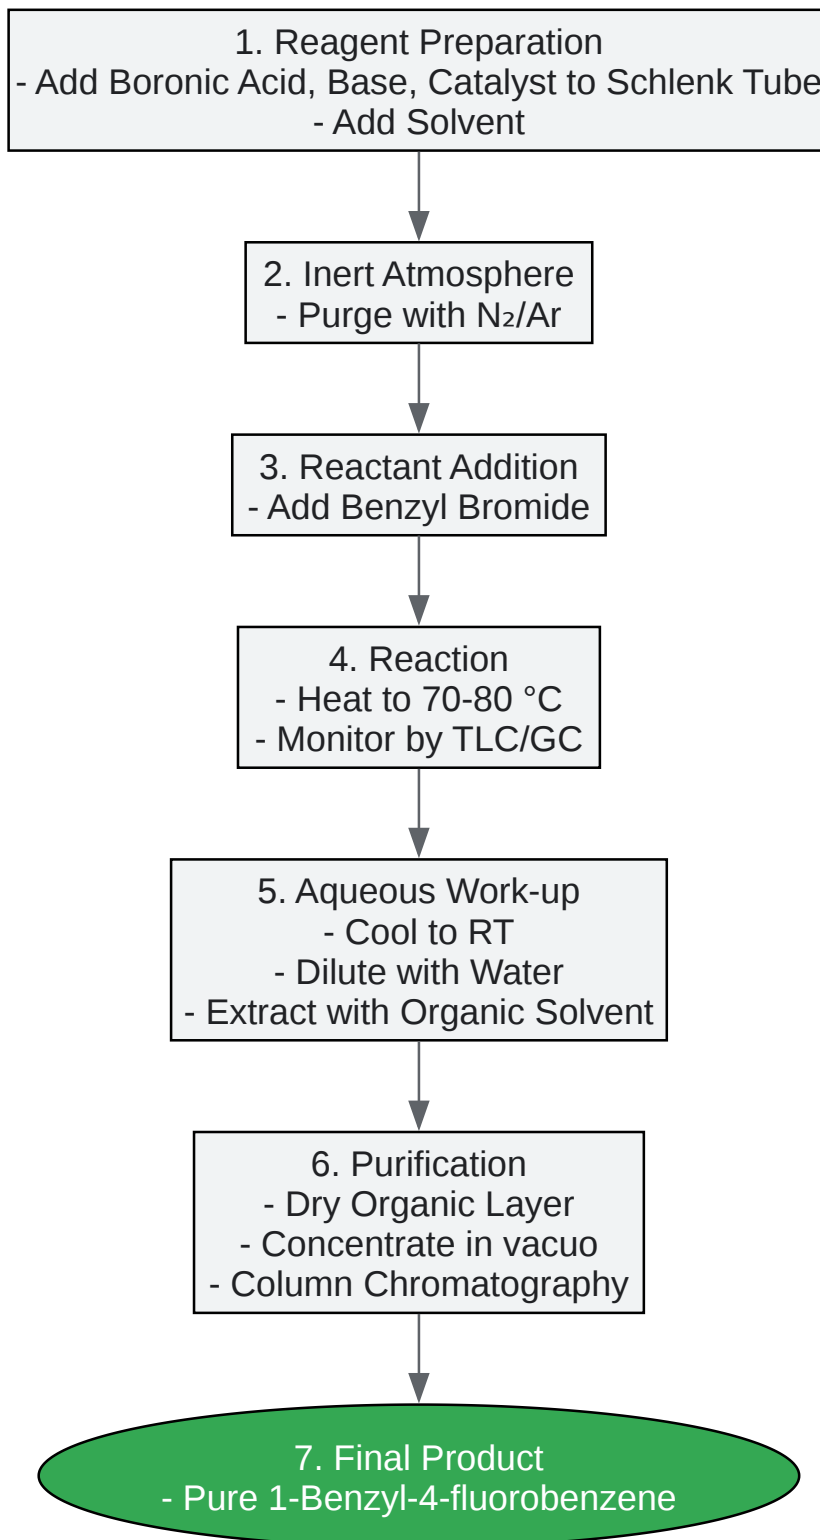 1. Reagent Preparation
- Add Boronic Acid, Base, Catalyst to Schlenk Tube
- Add Solvent
2. Inert Atmosphere
- Purge with N₂/Ar
3. Reactant Addition
- Add Benzyl Bromide
4. Reaction
- Heat to 70-80 °C
- Monitor by TLC/GC
5. Aqueous Work-up
- Cool to RT
- Dilute with Water
- Extract with Organic Solvent
6. Purification
- Dry Organic Layer
- Concentrate in vacuo
- Column Chromatography
7. Final Product
- Pure 1-Benzyl-4-fluorobenzene